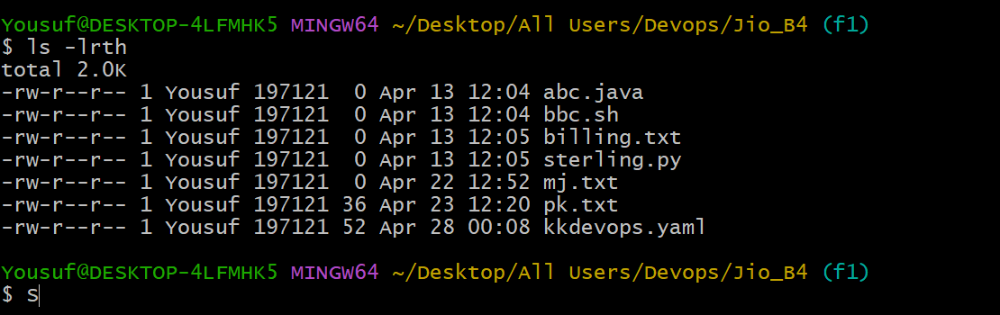 Yousuf@DESKTOP-4LFMHK5 MINGW64 ~/Desktop/All Users/Devops/Jio_B4 (f1)
$ ls -lrth
total 2.0K
-rw-r--r-- 1 Yousuf 197121  0 Apr 13 12:04 abc.java
-rw-r--r-- 1 Yousuf 197121  0 Apr 13 12:04 bbc.sh
-rw-r--r-- 1 Yousuf 197121  0 Apr 13 12:05 billing.txt
-rw-r--r-- 1 Yousuf 197121  0 Apr 13 12:05 sterling.py
-rw-r--r-- 1 Yousuf 197121  0 Apr 22 12:52 mj.txt
-rw-r--r-- 1 Yousuf 197121 36 Apr 23 12:20 pk.txt
-rw-r--r-- 1 Yousuf 197121 52 Apr 28 00:08 kkdevops.yaml
Yousuf@DESKTOP-4LFMHK5 MINGW64 ~/Desktop/All Users/Devops/Jio_B4 (f1)
$ S